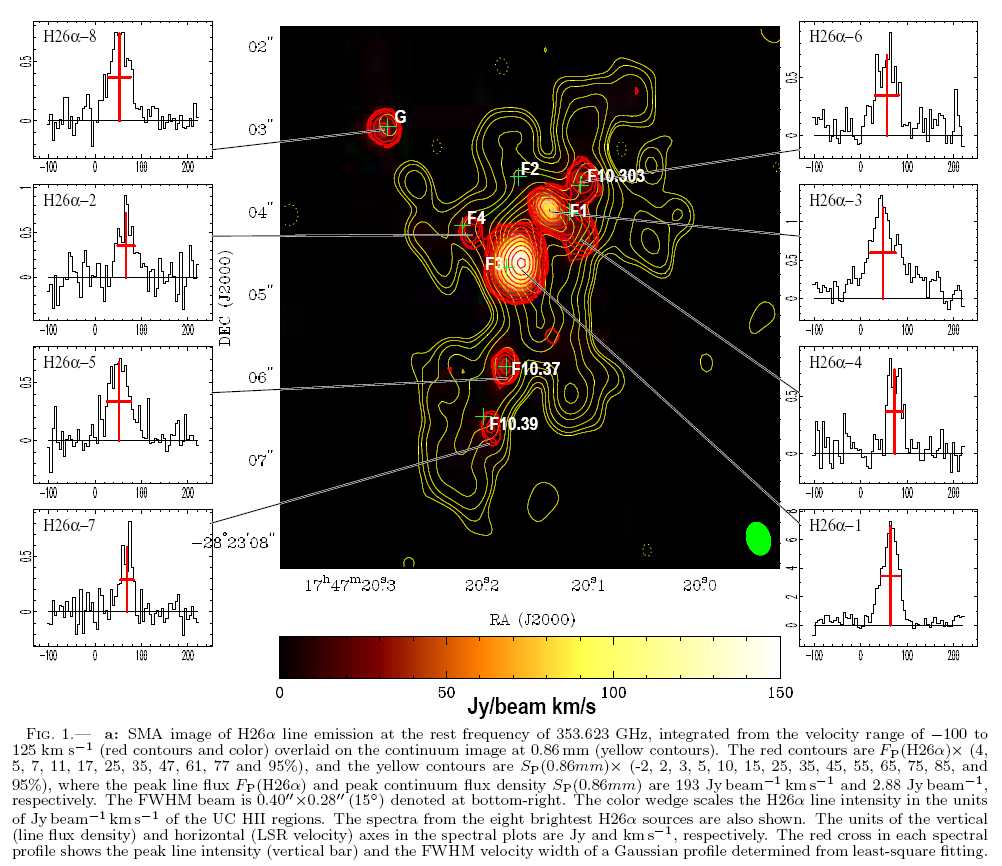 H26α−8
0.5
0
−100 0 100 200
H26α−2
1
0.5
0
−100 0 100 200
H26α−5
0.5
0
−100 0 100 200
H26α−7
0.5
0
−100 0 100 200
02″
03″
04″
05″
06″
07″
−28°23′08″
DEC (J2000)
G
F2
F10.303
F4
F1
F3
F10.37
F10.39
17ʰ47ᵐ20ˢ.3 20ˢ.2 20ˢ.1 20ˢ.0
RA (J2000)
H26α−6
0.5
0
−100 0 100 200
H26α−3
1
0.5
0
−100 0 100 200
H26α−4
0.5
0
−100 0 100 200
H26α−1
6
4
2
0
−100 0 100 200
0 50 100 150
Jy/beam km/s
Fig. 1.— a: SMA image of H26α line emission at the rest frequency of 353.623 GHz, integrated from the velocity range of −100 to
125 km s⁻¹ (red contours and color) overlaid on the continuum image at 0.86 mm (yellow contours). The red contours are F_P(H26α)× (4,
5, 7, 11, 17, 25, 35, 47, 61, 77 and 95%), and the yellow contours are S_P(0.86mm)× (-2, 2, 3, 5, 10, 15, 25, 35, 45, 55, 65, 75, 85, and
95%), where the peak line flux F_P(H26α) and peak continuum flux density S_P(0.86mm) are 193 Jy beam⁻¹ km s⁻¹ and 2.88 Jy beam⁻¹,
respectively. The FWHM beam is 0.40″×0.28″ (15°) denoted at bottom-right. The color wedge scales the H26α line intensity in the units
of Jy beam⁻¹ km s⁻¹ of the UC HII regions. The spectra from the eight brightest H26α sources are also shown. The units of the vertical
(line flux density) and horizontal (LSR velocity) axes in the spectral plots are Jy and km s⁻¹, respectively. The red cross in each spectral
profile shows the peak line intensity (vertical bar) and the FWHM velocity width of a Gaussian profile determined from least-square fitting.